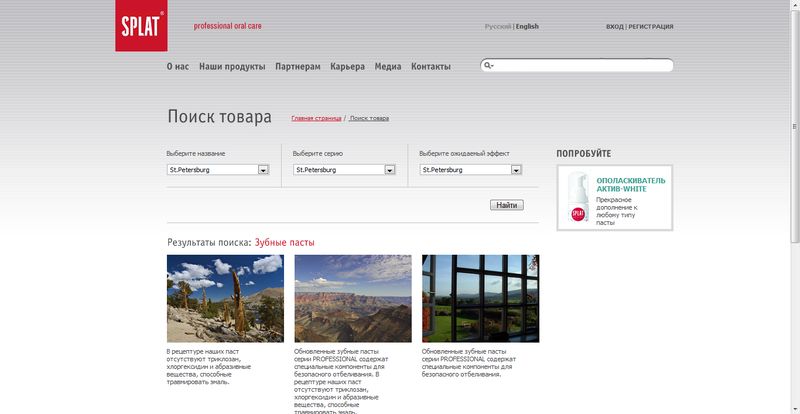 SPLAT®
professional oral care
Русский | English
ВХОД | РЕГИСТРАЦИЯ
О нас Наши продукты Партнерам Карьера Медиа Контакты
Поиск товара
Главная страница / Поиск товара
Выберите название
Выберите серию
Выберите ожидаемый эффект
St.Petersburg
St.Petersburg
St.Petersburg
Найти
ПОПРОБУЙТЕ
SPLAT
ОПОЛАСКИВАТЕЛЬ
АКТИВ-WHITE
Прекрасное
дополнение к
любому типу
пасты
Результаты поиска: Зубные пасты
В рецептуре наших паст
отсутствуют триклозан,
хлоргексидин и абразивные
вещества, способные
травмировать эмаль.
Обновленные зубные пасты
серии PROFESSIONAL содержат
специальные компоненты для
безопасного отбеливания. В
рецептуре наших паст
отсутствуют триклозан,
хлоргексидин и абразивные
вещества, способные
травмировать эмаль.
Обновленные зубные пасты
серии PROFESSIONAL содержат
специальные компоненты для
безопасного отбеливания.